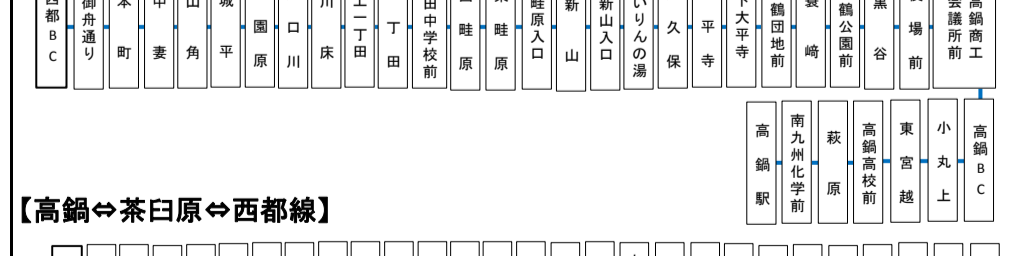 西都BC
御舟通り
本町
中妻
山角
城平
園原
口川
川床
一丁田
丁田
田中学校前
畦原
東畦原
畦原入口
新山
新山入口
いりんの湯
久保
平寺
下大平寺
鶴団地前
蓑﨑
鶴公園前
黒谷
場前
高鍋商工
会議所前
高鍋BC
小丸上
東宮越
高鍋高校前
萩原
南九州化学前
高鍋駅
【高鍋⇔茶臼原⇔西都線】